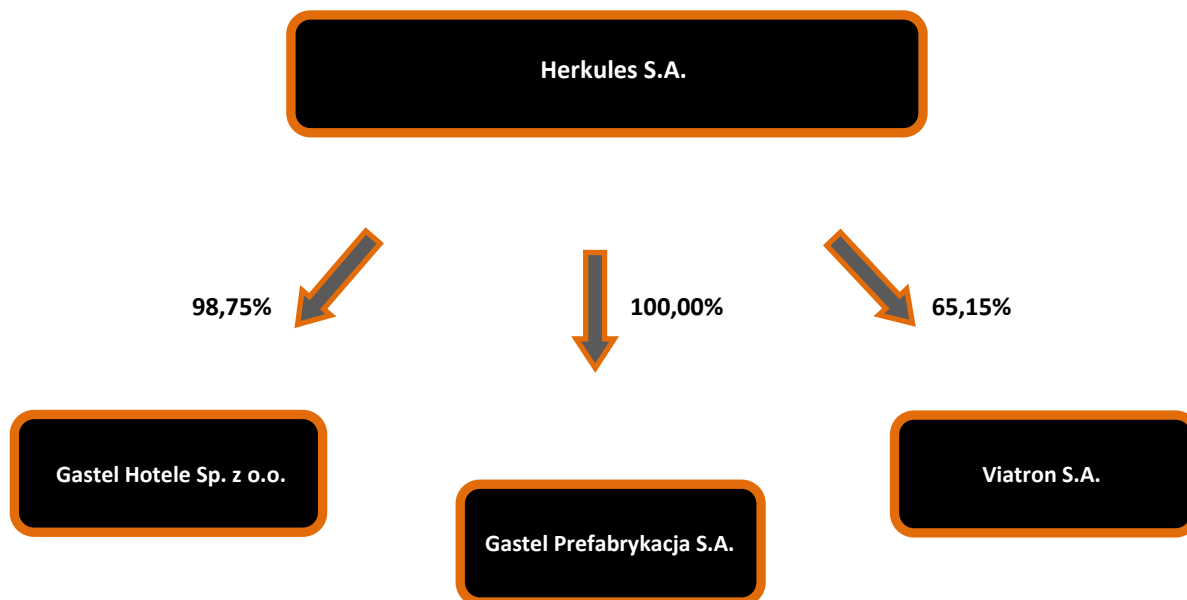 Herkules S.A.
98,75%
100,00%
65,15%
Gastel Hotele Sp. z o.o.
Viatron S.A.
Gastel Prefabrykacja S.A.